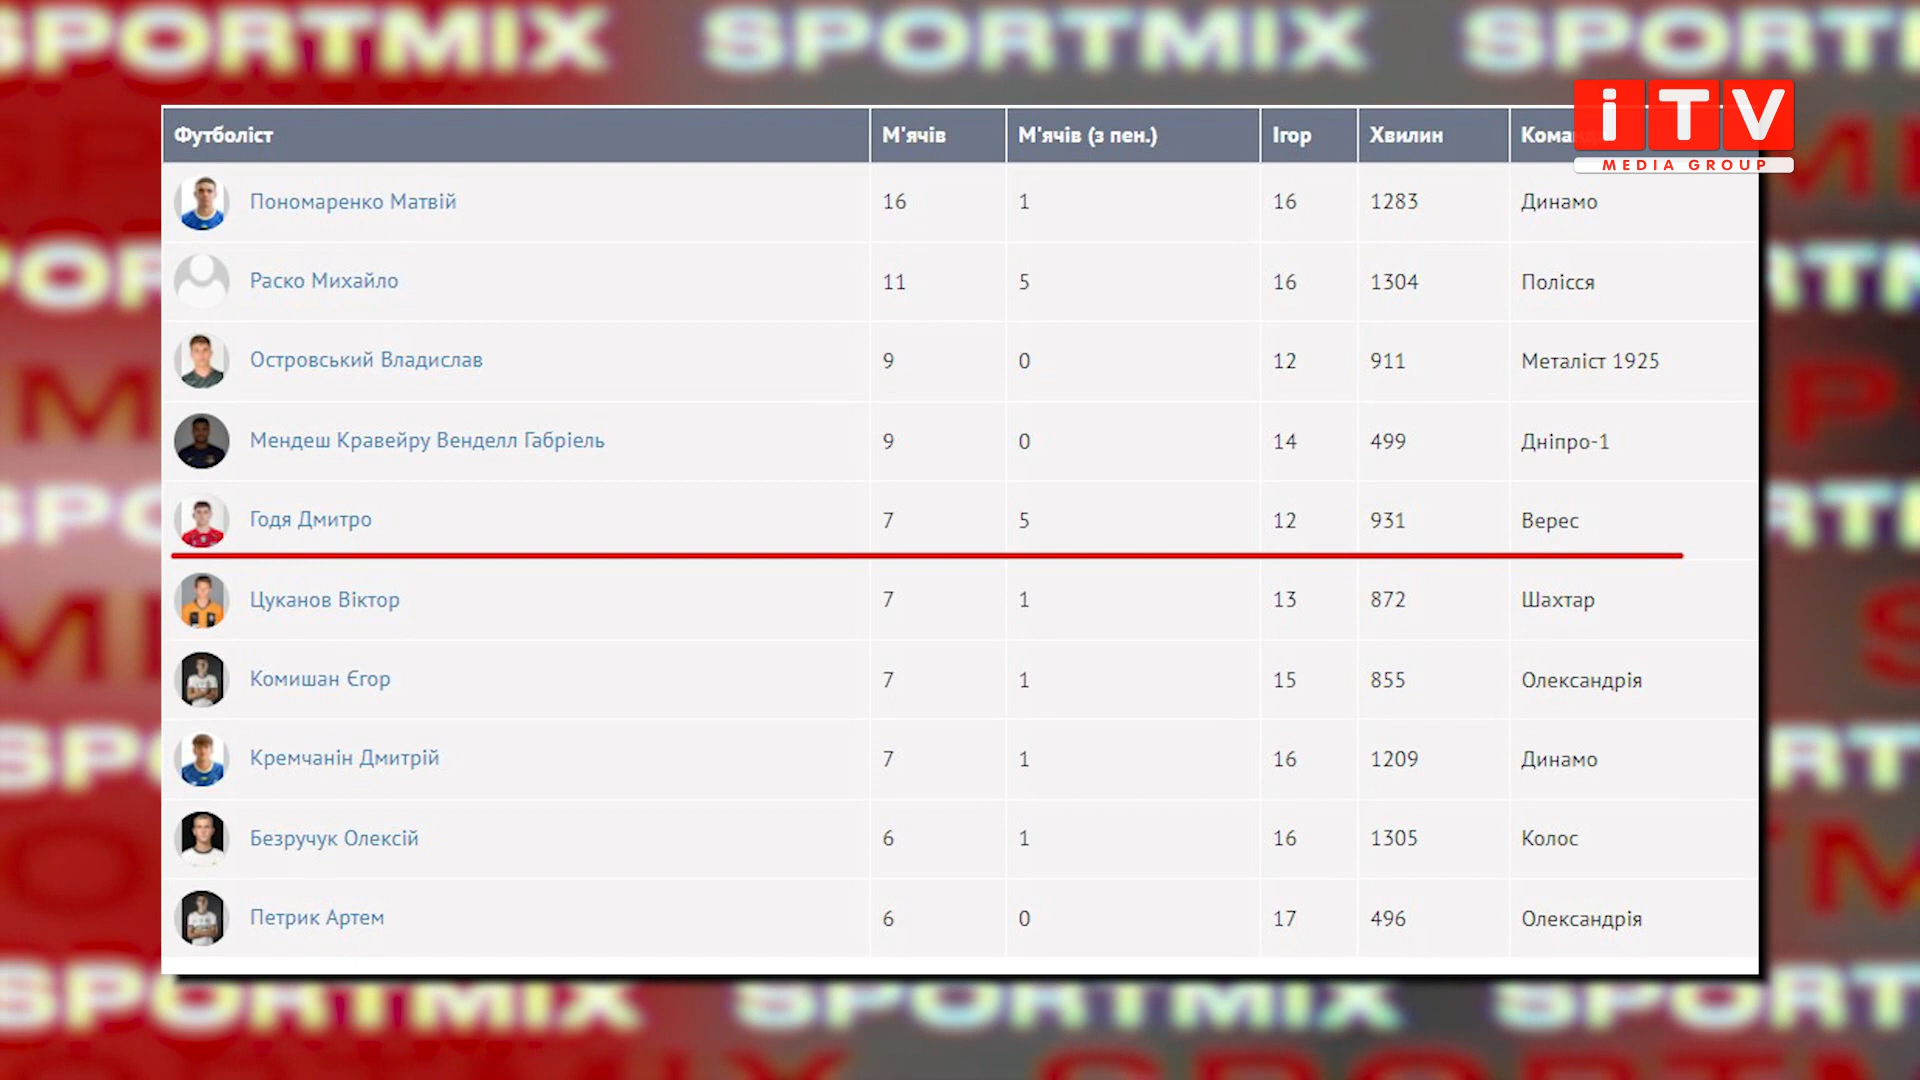 SPORTMIX SPORTMIX SPORT
iTV
MEDIA GROUP
Футболіст М'ячів М'ячів (з пен.) Ігор Хвилин Кома
Пономаренко Матвій 16 1 16 1283 Динамо
Раско Михайло 11 5 16 1304 Полісся
Островський Владислав 9 0 12 911 Металіст 1925
Мендеш Кравейру Венделл Габріель 9 0 14 499 Дніпро-1
Годя Дмитро 7 5 12 931 Верес
Цуканов Віктор 7 1 13 872 Шахтар
Комишан Єгор 7 1 15 855 Олександрія
Кремчанін Дмитрій 7 1 16 1209 Динамо
Безручук Олексій 6 1 16 1305 Колос
Петрик Артем 6 0 17 496 Олександрія
SPORTMIX SPORTMIX SPORT